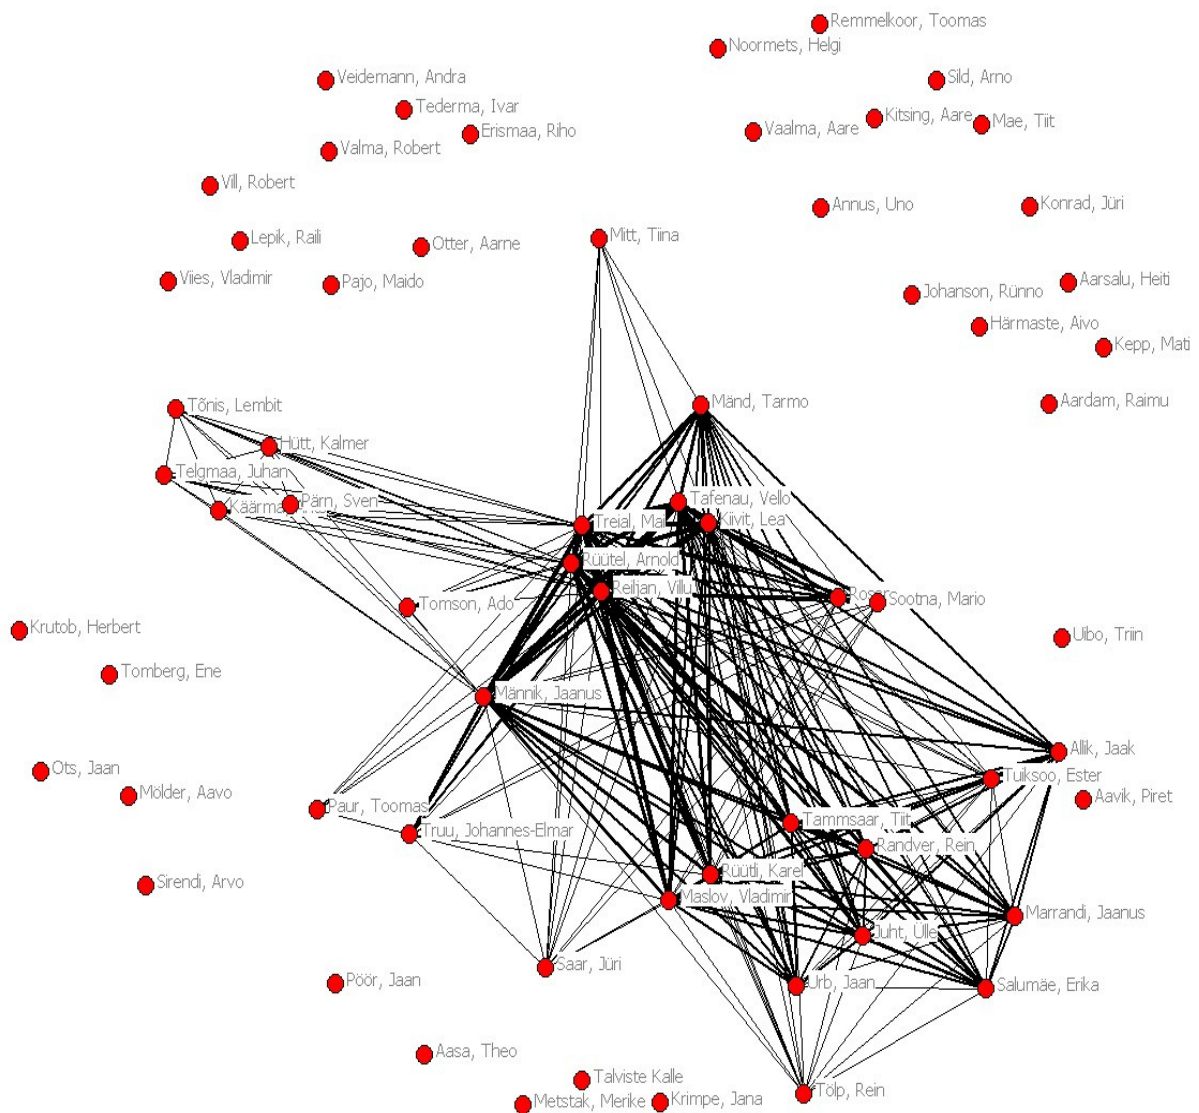 Remmelkoor, Toomas
Noormets, Helgi
Veidemann, Andra
Sild, Arno
Tederma, Ivar
Kitsing, Aare
Mae, Tiit
Erismaa, Riho
Vaalma, Aare
Valma, Robert
Vill, Robert
Annus, Uno
Konrad, Jüri
Mitt, Tiina
Lepik, Raili
Otter, Aarne
Viies, Vladimir
Pajo, Maido
Aarsalu, Heiti
Johanson, Rünno
Härmaste, Aivo
Kepp, Mati
Mänd, Tarmo
Aardam, Raimu
Tõnis, Lembit
Hütt, Kalmer
Telgmaa, Juhan
Pärn, Sven
Tafenau, Vello
Käärma
Treial, Mai
Kiivit, Lea
Rüütel, Arnold
Reiljan, Villu
Tomson, Ado
Sootna, Mario
Krutob, Herbert
Uibo, Triin
Tomberg, Ene
Männik, Jaanus
Allik, Jaak
Ots, Jaan
Tuiksoo, Ester
Mölder, Aavo
Aavik, Piret
Paur, Toomas
Tammsaar, Tiit
Truu, Johannes-Elmar
Randver, Rein
Rüütli, Karel
Sirendi, Arvo
Maslov, Vladimir
Marrandi, Jaanus
Juht, Ülle
Saar, Jüri
Pöör, Jaan
Urb, Jaan
Salumäe, Erika
Aasa, Theo
Talviste Kalle
Tölp, Rein
Metstak, Merike
Krimpe, Jana